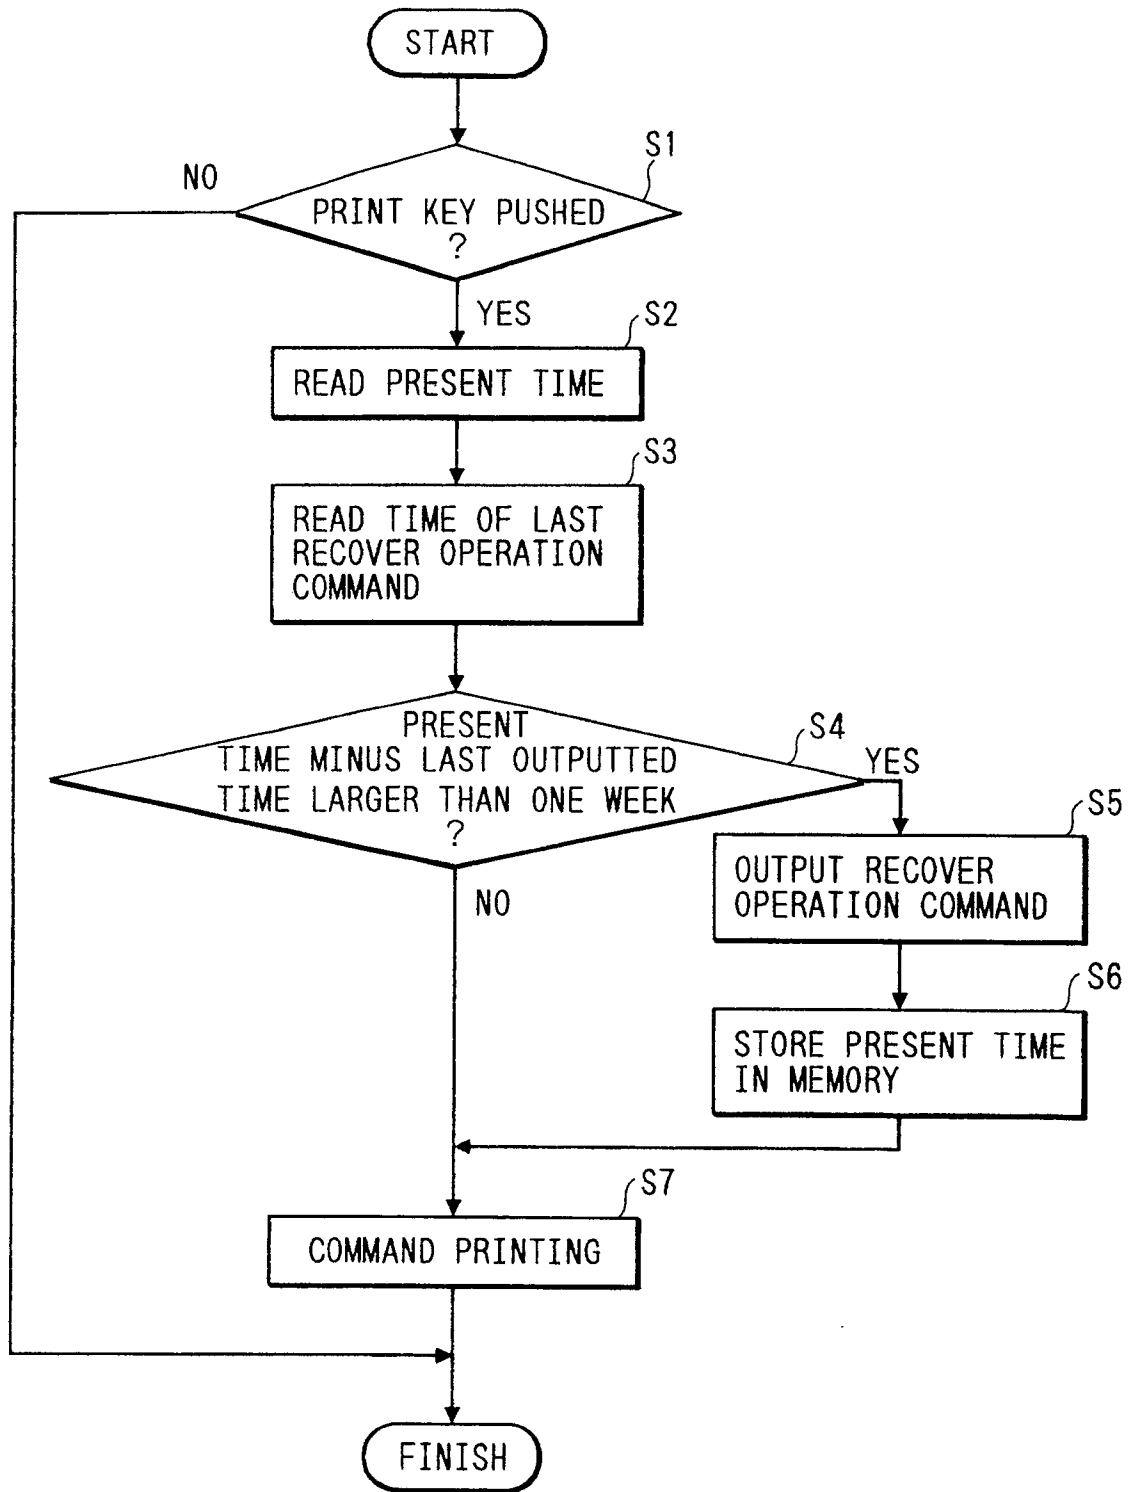 START
S1
NO
PRINT KEY PUSHED
?
YES
S2
READ PRESENT TIME
S3
READ TIME OF LAST
RECOVER OPERATION
COMMAND
S4
PRESENT
TIME MINUS LAST OUTPUTTED
TIME LARGER THAN ONE WEEK
?
YES
S5
OUTPUT RECOVER
OPERATION COMMAND
NO
S6
STORE PRESENT TIME
IN MEMORY
S7
COMMAND PRINTING
FINISH